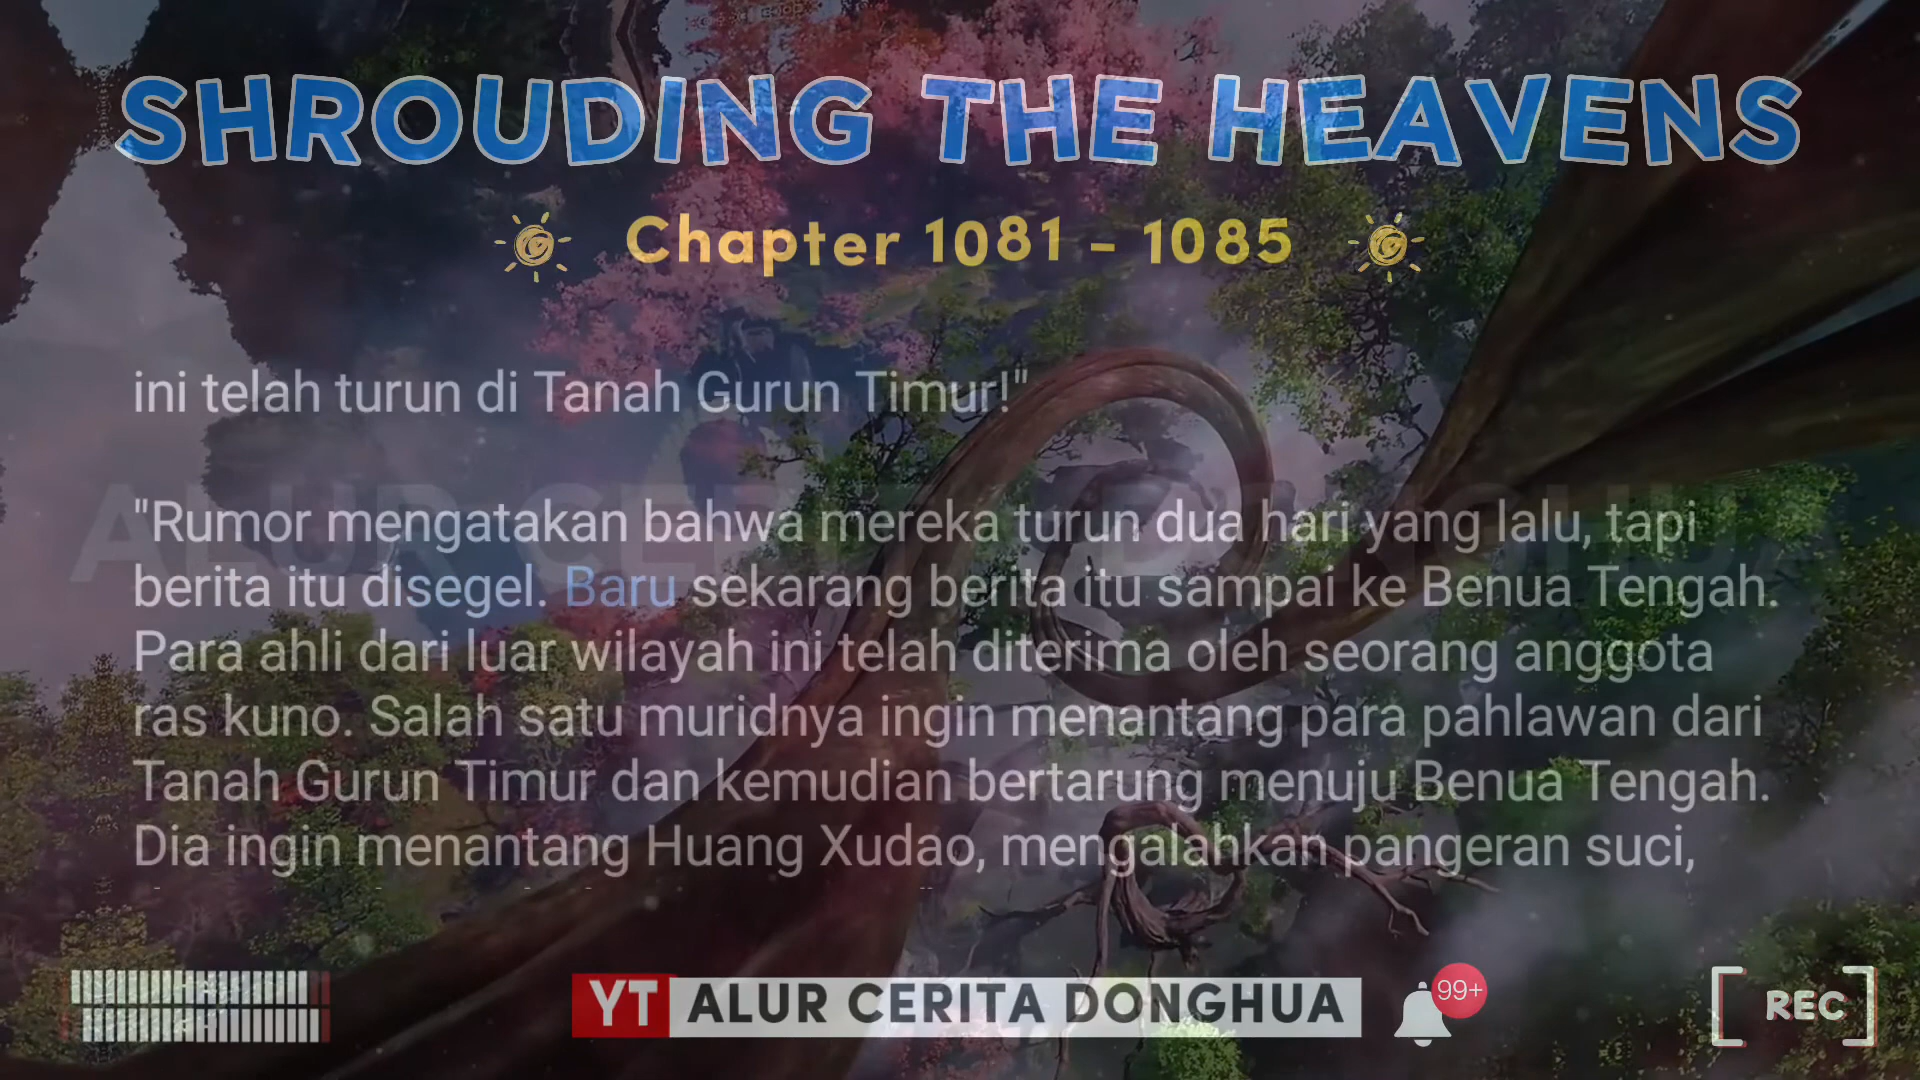 SHROUDING THE HEAVENS
Chapter 1081 - 1085
ini telah turun di Tanah Gurun Timur!"
"Rumor mengatakan bahwa mereka turun dua hari yang lalu, tapi
berita itu disegel. Baru sekarang berita itu sampai ke Benua Tengah.
Para ahli dari luar wilayah ini telah diterima oleh seorang anggota
ras kuno. Salah satu muridnya ingin menantang para pahlawan dari
Tanah Gurun Timur dan kemudian bertarung menuju Benua Tengah.
Dia ingin menantang Huang Xudao, mengalahkan pangeran suci,
ALUR CERITA DONGHUA
YT ALUR CERITA DONGHUA
99+
REC